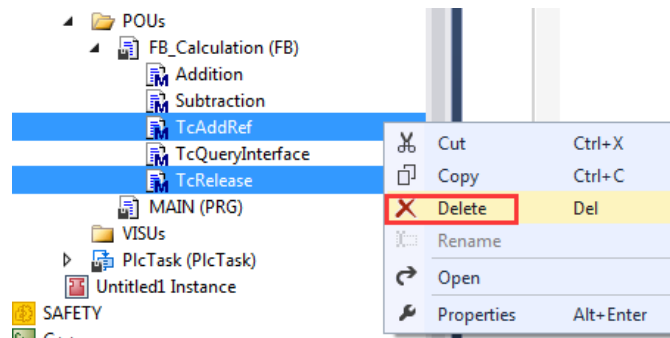 POUs
FB_Calculation (FB)
Addition
Subtraction
TcAddRef
TcQueryInterface
TcRelease
MAIN (PRG)
VISUs
PlcTask (PlcTask)
Untitled1 Instance
SAFETY
Cut Ctrl+X
Copy Ctrl+C
Delete Del
Rename
Open
Properties Alt+Enter